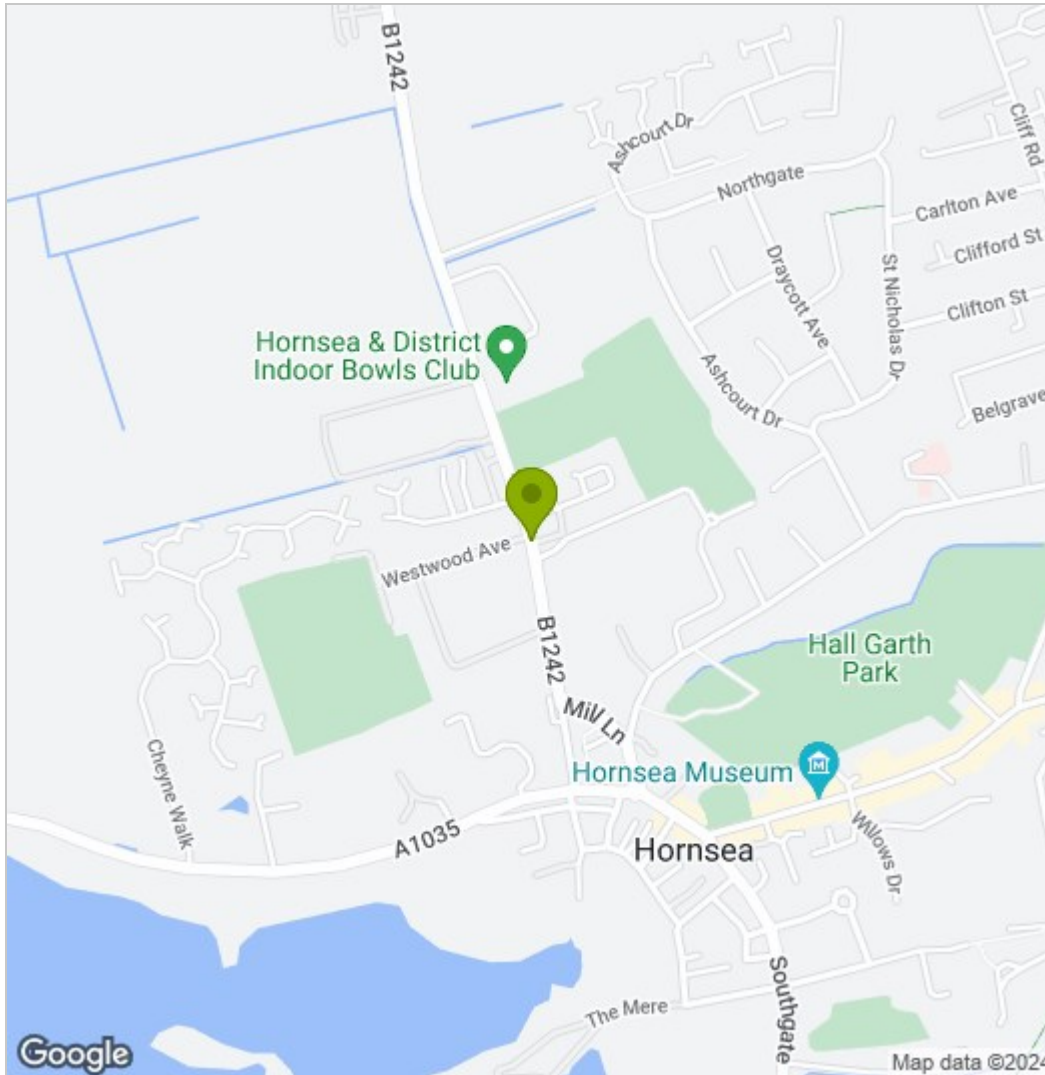 B1242
Cliff Rd
Ashcourt Dr
Northgate
Carlton Ave
Clifford St
Draycott Ave
St Nicholas Dr
Clifton St
Hornsea & District
Indoor Bowls Club
Ashcourt Dr
Belgrave
Westwood Ave
B1242
Hall Garth
Park
Mill Ln
Cheyne Walk
Hornsea Museum
M
A1035
Hornsea
Willows Dr
Southgate
The Mere
Google
Map data ©2024